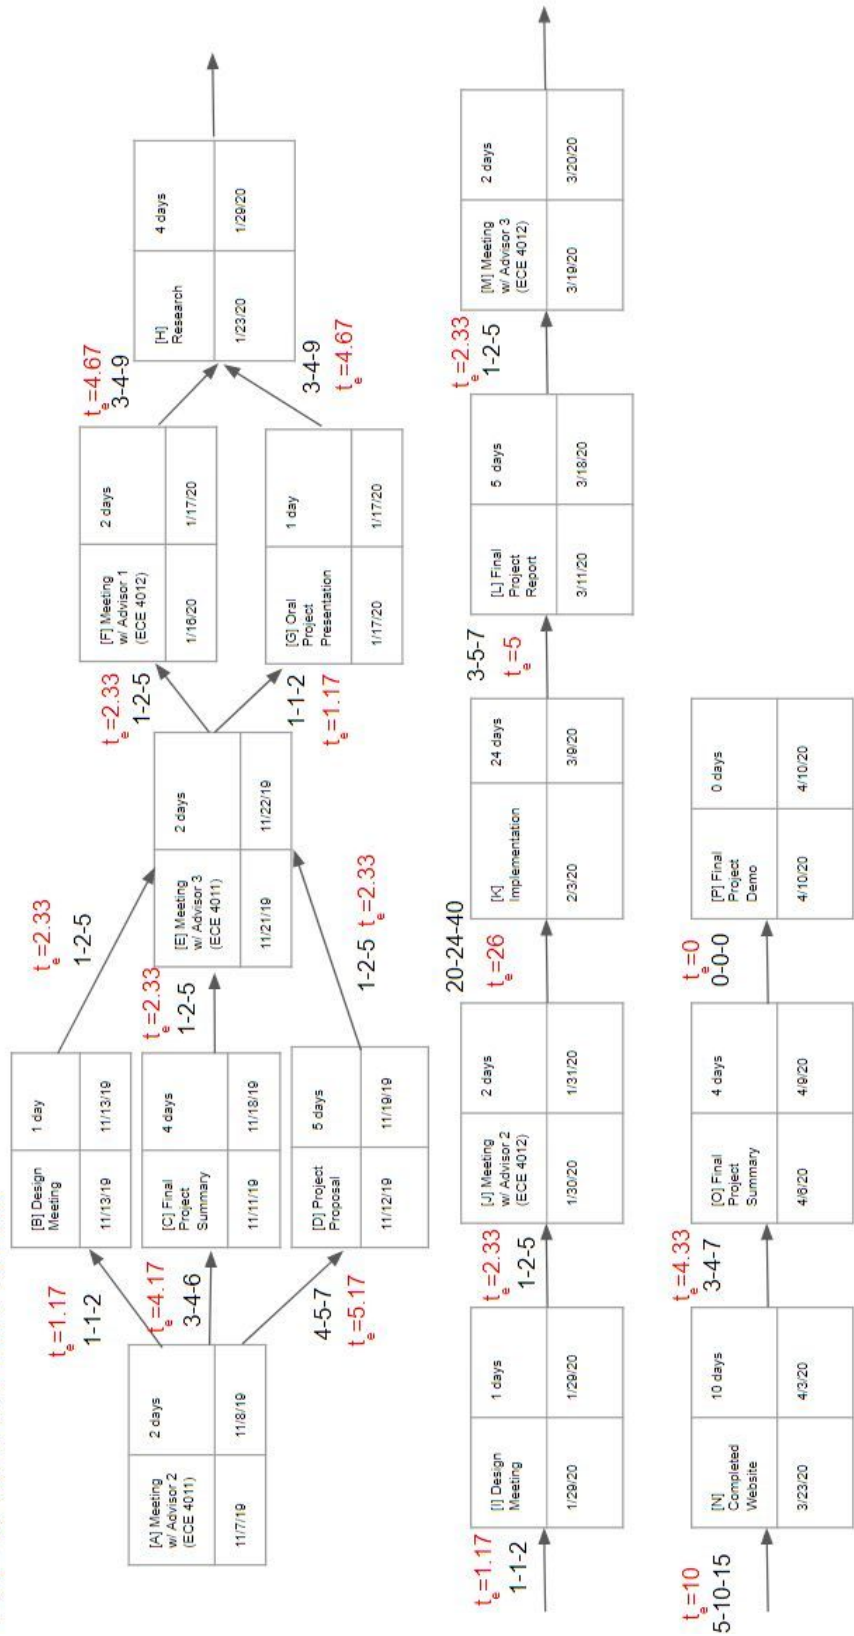 [A] Meeting
w/ Advisor 2
(ECE 4011)
2 days
11/7/19
11/8/19
t_e=1.17
1-1-2
t_e=4.17
3-4-6
4-5-7
t_e=5.17
[B] Design
Meeting
1 day
11/13/19
11/13/19
[C] Final
Project
Summary
4 days
11/11/19
11/18/19
[D] Project
Proposal
5 days
11/12/19
11/19/19
t_e=2.33
1-2-5
t_e=2.33
1-2-5
1-2-5 t_e=2.33
[E] Meeting
w/ Advisor 3
(ECE 4011)
2 days
11/21/19
11/22/19
t_e=2.33
1-2-5
1-1-2
t_e=1.17
[F] Meeting
w/ Advisor 1
(ECE 4012)
2 days
1/16/20
1/17/20
[G] Oral
Project
Presentation
1 day
1/17/20
1/17/20
t_e=4.67
3-4-9
3-4-9
t_e=4.67
[H]
Research
4 days
1/23/20
1/29/20
t_e=1.17
1-1-2
[I] Design
Meeting
1 days
1/29/20
1/29/20
t_e=2.33
1-2-5
[J] Meeting
w/ Advisor 2
(ECE 4012)
2 days
1/30/20
1/31/20
20-24-40
t_e=26
[K]
Implementation
24 days
2/3/20
3/9/20
3-5-7
t_e=5
[L] Final
Project
Report
5 days
3/11/20
3/18/20
t_e=2.33
1-2-5
[M] Meeting
w/ Advisor 3
(ECE 4012)
2 days
3/19/20
3/20/20
t_e=10
5-10-15
[N]
Completed
Website
10 days
3/23/20
4/3/20
t_e=4.33
3-4-7
[O] Final
Project
Summary
4 days
4/6/20
4/9/20
t_e=0
0-0-0
[P] Final
Project
Demo
0 days
4/10/20
4/10/20